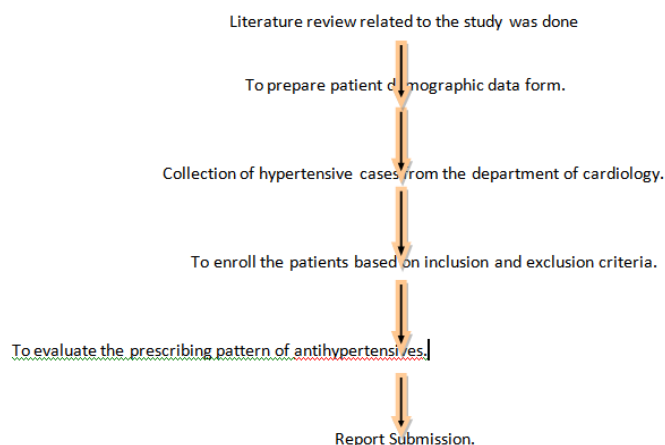 Literature review related to the study was done
To prepare patient demographic data form.
Collection of hypertensive cases from the department of cardiology.
To enroll the patients based on inclusion and exclusion criteria.
To evaluate the prescribing pattern of antihypertensives.
Report Submission.